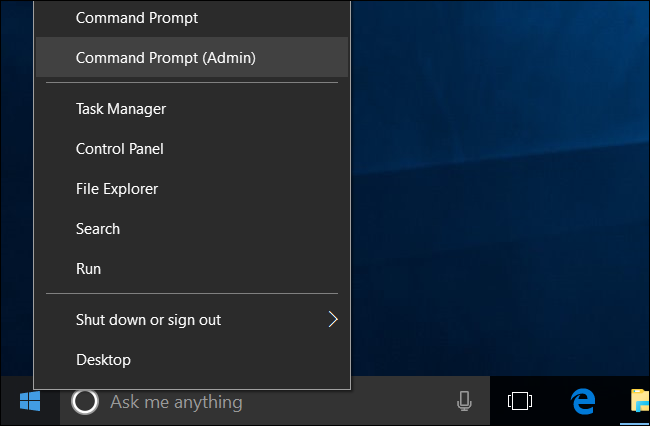 Command Prompt
Command Prompt (Admin)
Task Manager
Control Panel
File Explorer
Search
Run
Shut down or sign out
Desktop
Ask me anything